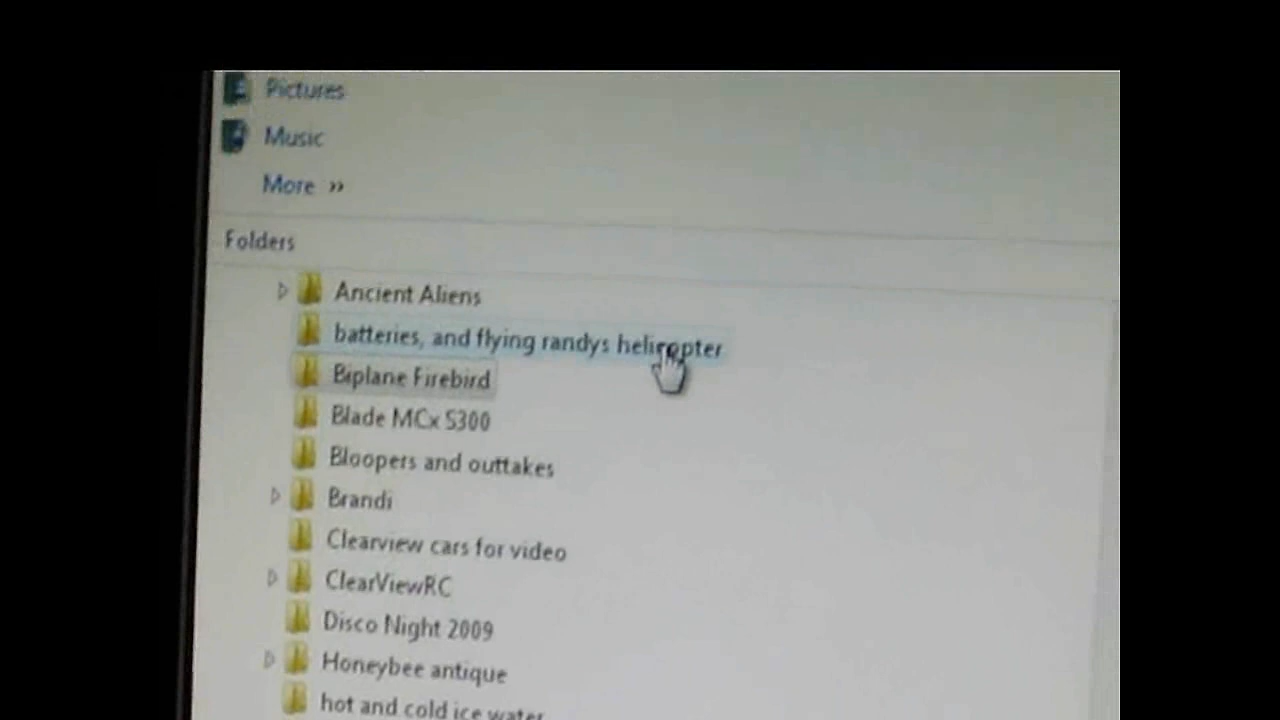 Pictures
Music
More »
Folders
Ancient Aliens
batteries, and flying randys helicopter
Biplane Firebird
Blade MCx S300
Bloopers and outtakes
Brandi
Clearview cars for video
ClearViewRC
Disco Night 2009
Honeybee antique
hot and cold ice water